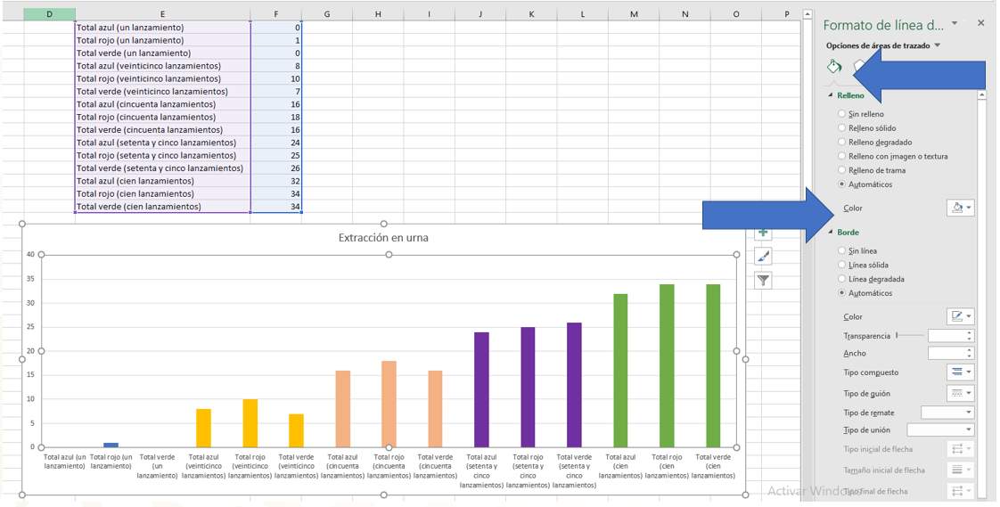 D E F G H I J K L M N O P
Total azul (un lanzamiento) 0
Total rojo (un lanzamiento) 1
Total verde (un lanzamiento) 0
Total azul (veinticinco lanzamientos) 8
Total rojo (veinticinco lanzamientos) 10
Total verde (veinticinco lanzamientos) 7
Total azul (cincuenta lanzamientos) 16
Total rojo (cincuenta lanzamientos) 18
Total verde (cincuenta lanzamientos) 16
Total azul (setenta y cinco lanzamientos) 24
Total rojo (setenta y cinco lanzamientos) 25
Total verde (setenta y cinco lanzamientos) 26
Total azul (cien lanzamientos) 32
Total rojo (cien lanzamientos) 34
Total verde (cien lanzamientos) 34
Extracción en urna
40
35
30
25
20
15
10
5
0
Total azul (un Total rojo (un Total verde Total azul Total rojo Total verde Total azul Total rojo Total verde Total azul Total rojo Total verde Total azul Total rojo Total verde
lanzamiento) lanzamiento) (un (veinticinco (veinticinco (veinticinco (cincuenta (cincuenta (cincuenta (setenta y (setenta y (setenta y (cien (cien (cien
lanzamiento) lanzamientos) lanzamientos) lanzamientos) lanzamientos) lanzamientos) lanzamientos) cinco cinco cinco lanzamientos) lanzamientos) lanzamientos)
lanzamientos) lanzamientos) lanzamientos)
Formato de línea d...
Opciones de áreas de trazado
Relleno
Sin relleno
Relleno sólido
Relleno degradado
Relleno con imagen o textura
Relleno de trama
Automáticos
Color
Borde
Sin línea
Línea sólida
Línea degradada
Automáticos
Color
Transparencia
Ancho
Tipo compuesto
Tipo de guión
Tipo de remate
Tipo de unión
Tipo inicial de flecha
Tamaño inicial de flecha
Tipo final de flecha
Activar Windows